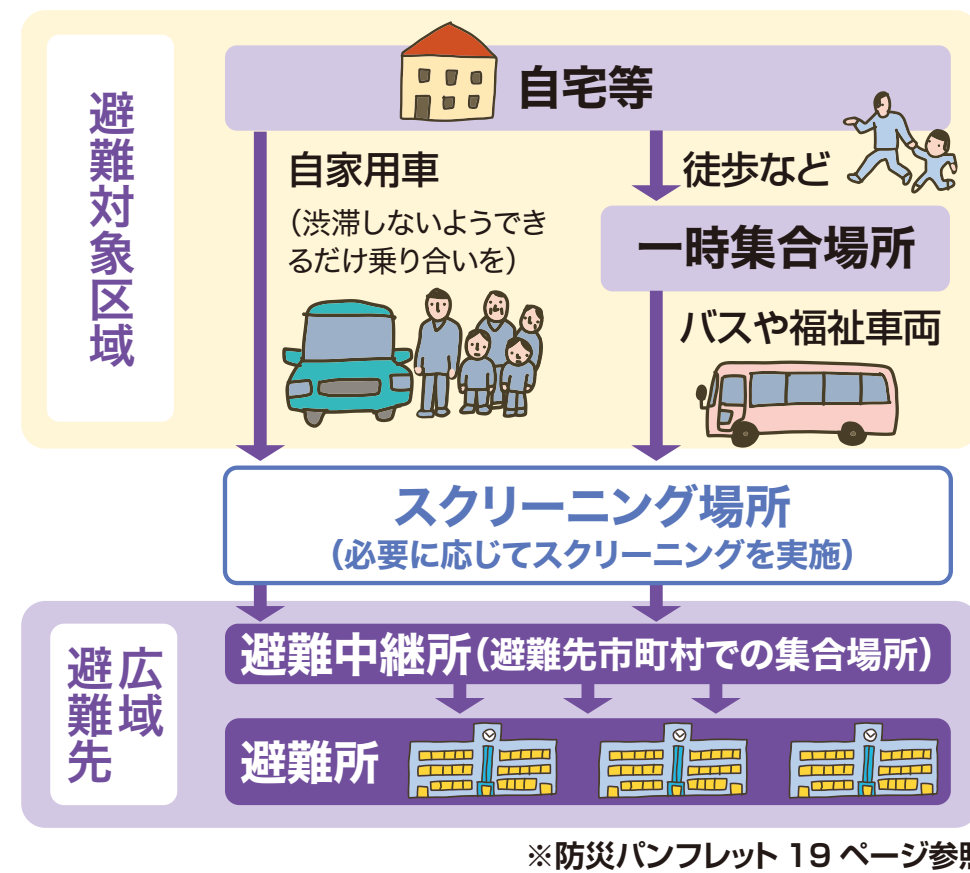 避難対象区域
自宅等
自家用車
（渋滞しないようでき
るだけ乗り合いを）
徒歩など
一時集合場所
バスや福祉車両
スクリーニング場所
（必要に応じてスクリーニングを実施）
広域
避難先
避難中継所（避難先市町村での集合場所）
避難所
※防災パンフレット 19 ページ参照